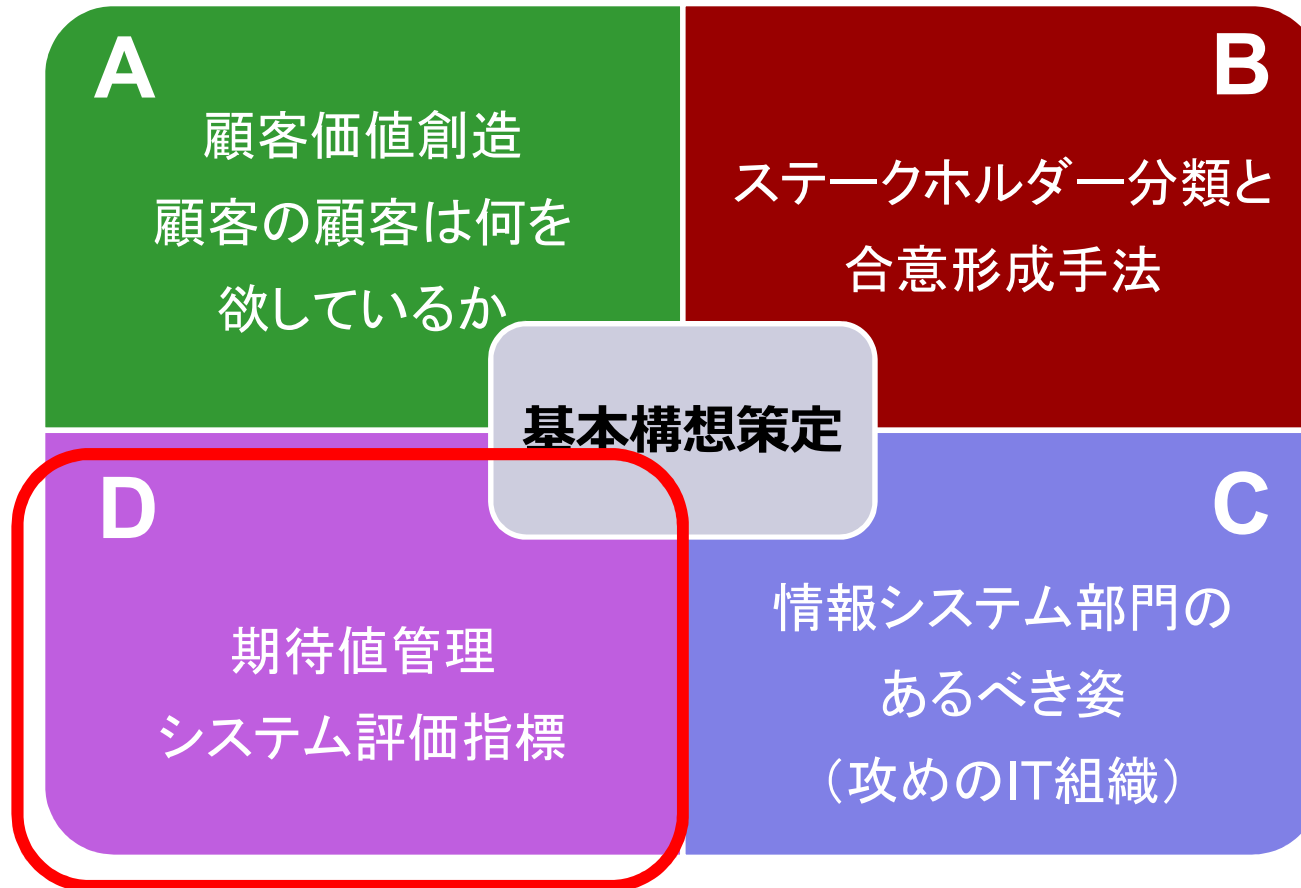 A
顧客価値創造
顧客の顧客は何を
欲しているか
B
ステークホルダー分類と
合意形成手法
基本構想策定
D
期待値管理
システム評価指標
C
情報システム部門の
あるべき姿
（攻めのIT組織）